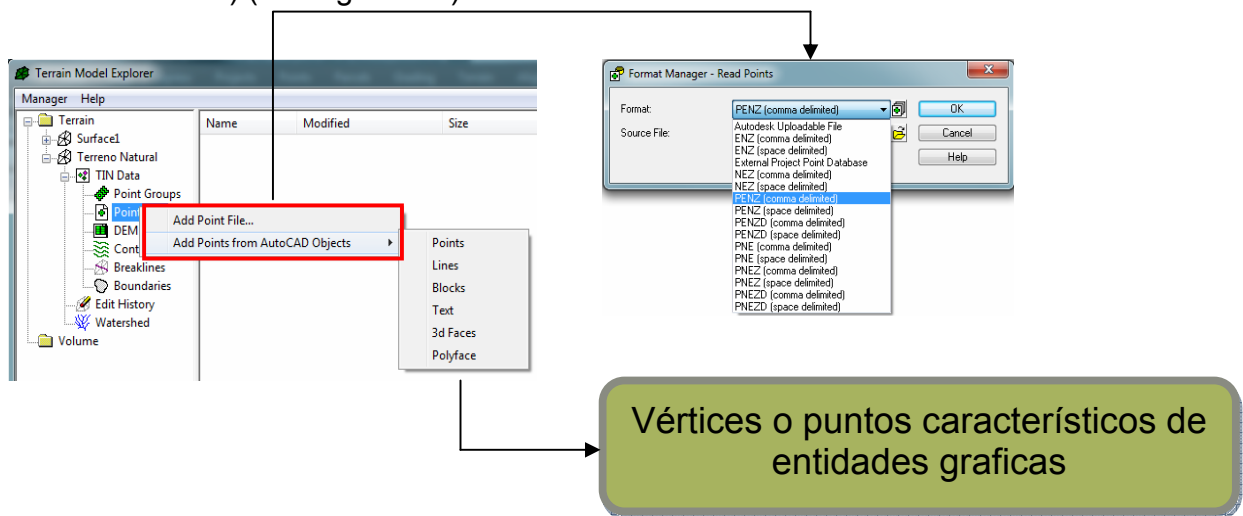 Terrain Model Explorer
Manager Help
Terrain
Surface1
Terreno Natural
TIN Data
Point Groups
Point
DEM
Cont
Breaklines
Boundaries
Edit History
Watershed
Volume
Name Modified Size
Add Point File...
Add Points from AutoCAD Objects
Points
Lines
Blocks
Text
3d Faces
Polyface
Format Manager - Read Points
Format: PENZ (comma delimited)
Source File:
OK
Cancel
Help
Autodesk Uploadable File
ENZ (comma delimited)
ENZ (space delimited)
External Project Point Database
NEZ (comma delimited)
NEZ (space delimited)
PENZ (comma delimited)
PENZ (space delimited)
PENZD (comma delimited)
PENZD (space delimited)
PNE (comma delimited)
PNE (space delimited)
PNEZ (comma delimited)
PNEZ (space delimited)
PNEZD (comma delimited)
PNEZD (space delimited)
Vértices o puntos característicos de
entidades graficas